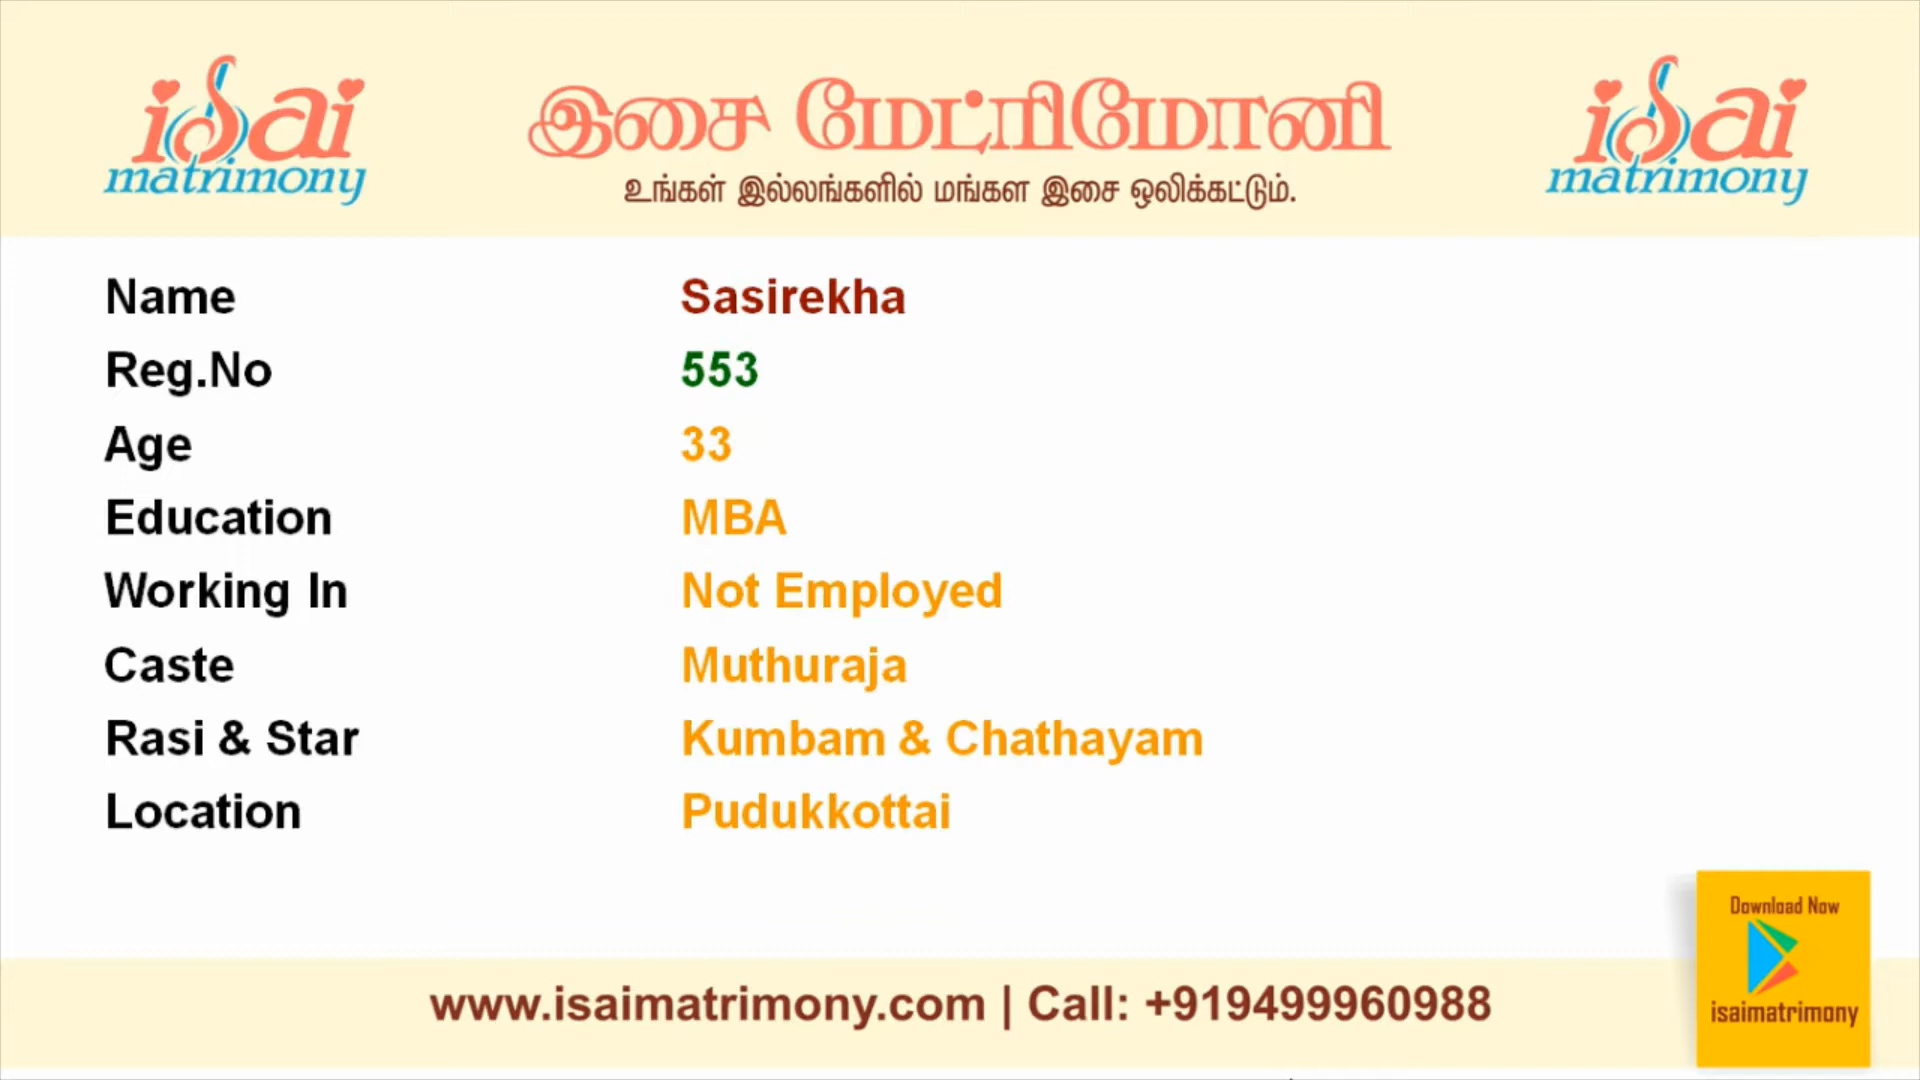 isai
matrimony
இசை மேட்ரிமோனி
உங்கள் இல்லங்களில் மங்கள இசை ஒலிக்கட்டும்.
isai
matrimony
Name Sasirekha
Reg.No 553
Age 33
Education MBA
Working In Not Employed
Caste Muthuraja
Rasi & Star Kumbam & Chathayam
Location Pudukkottai
Download Now
isaimatrimony
www.isaimatrimony.com | Call: +919499960988